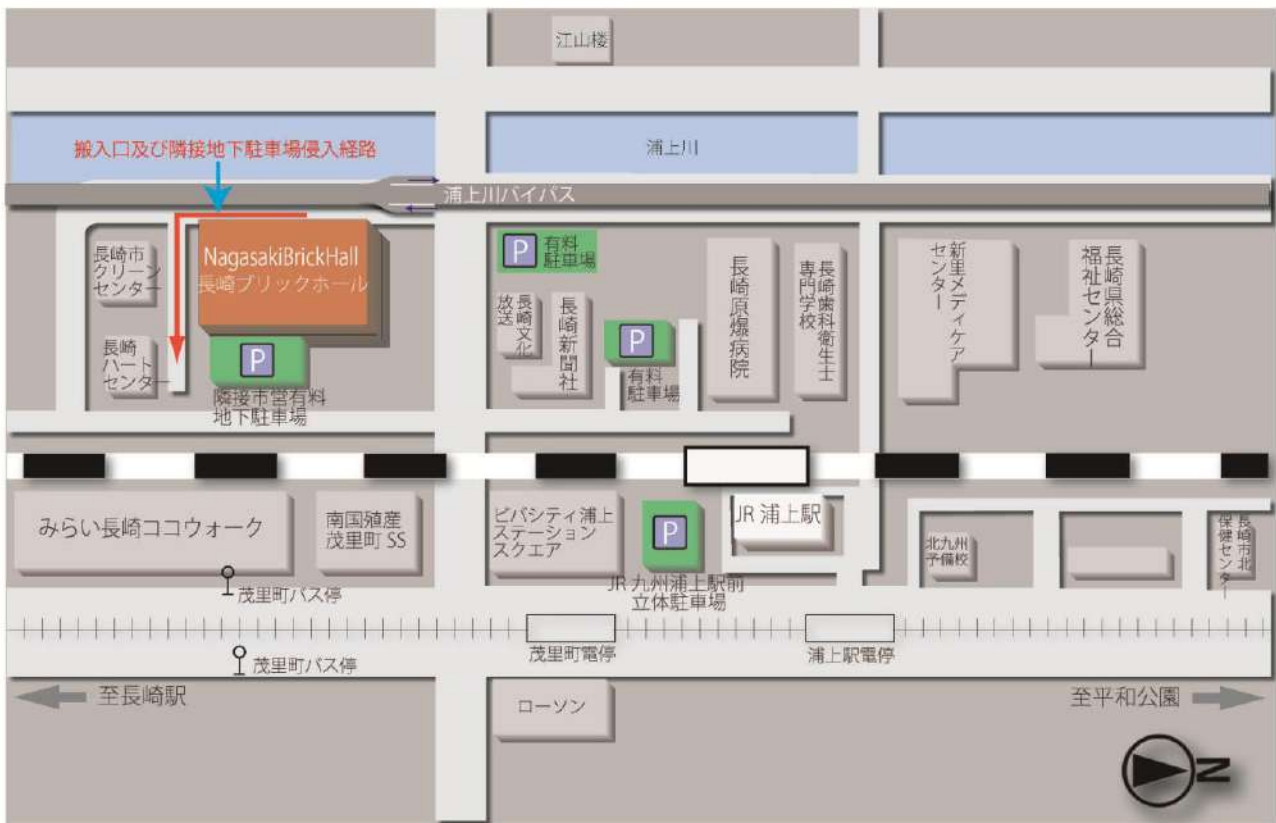 江山楼
搬入口及び隣接地下駐車場侵入経路
浦上川
浦上川バイパス
長崎市
クリーン
センター
NagasakiBrickHall
長崎ブリックホール
P
有料
駐車場
長崎文化
放送
長崎新聞社
P
有料
駐車場
長崎原爆病院
長崎歯科衛生士
専門学校
新里メディケア
センター
長崎県総合
福祉センター
長崎
ハート
センター
P
隣接市営有料
地下駐車場
みらい長崎ココウォーク
南国殖産
茂里町 SS
ビバシティ浦上
ステーション
スクエア
P
JR 九州浦上駅前
立体駐車場
JR 浦上駅
北九州
予備校
長崎市北
保健センター
茂里町バス停
茂里町電停
浦上駅電停
茂里町バス停
至長崎駅
ローソン
至平和公園
N